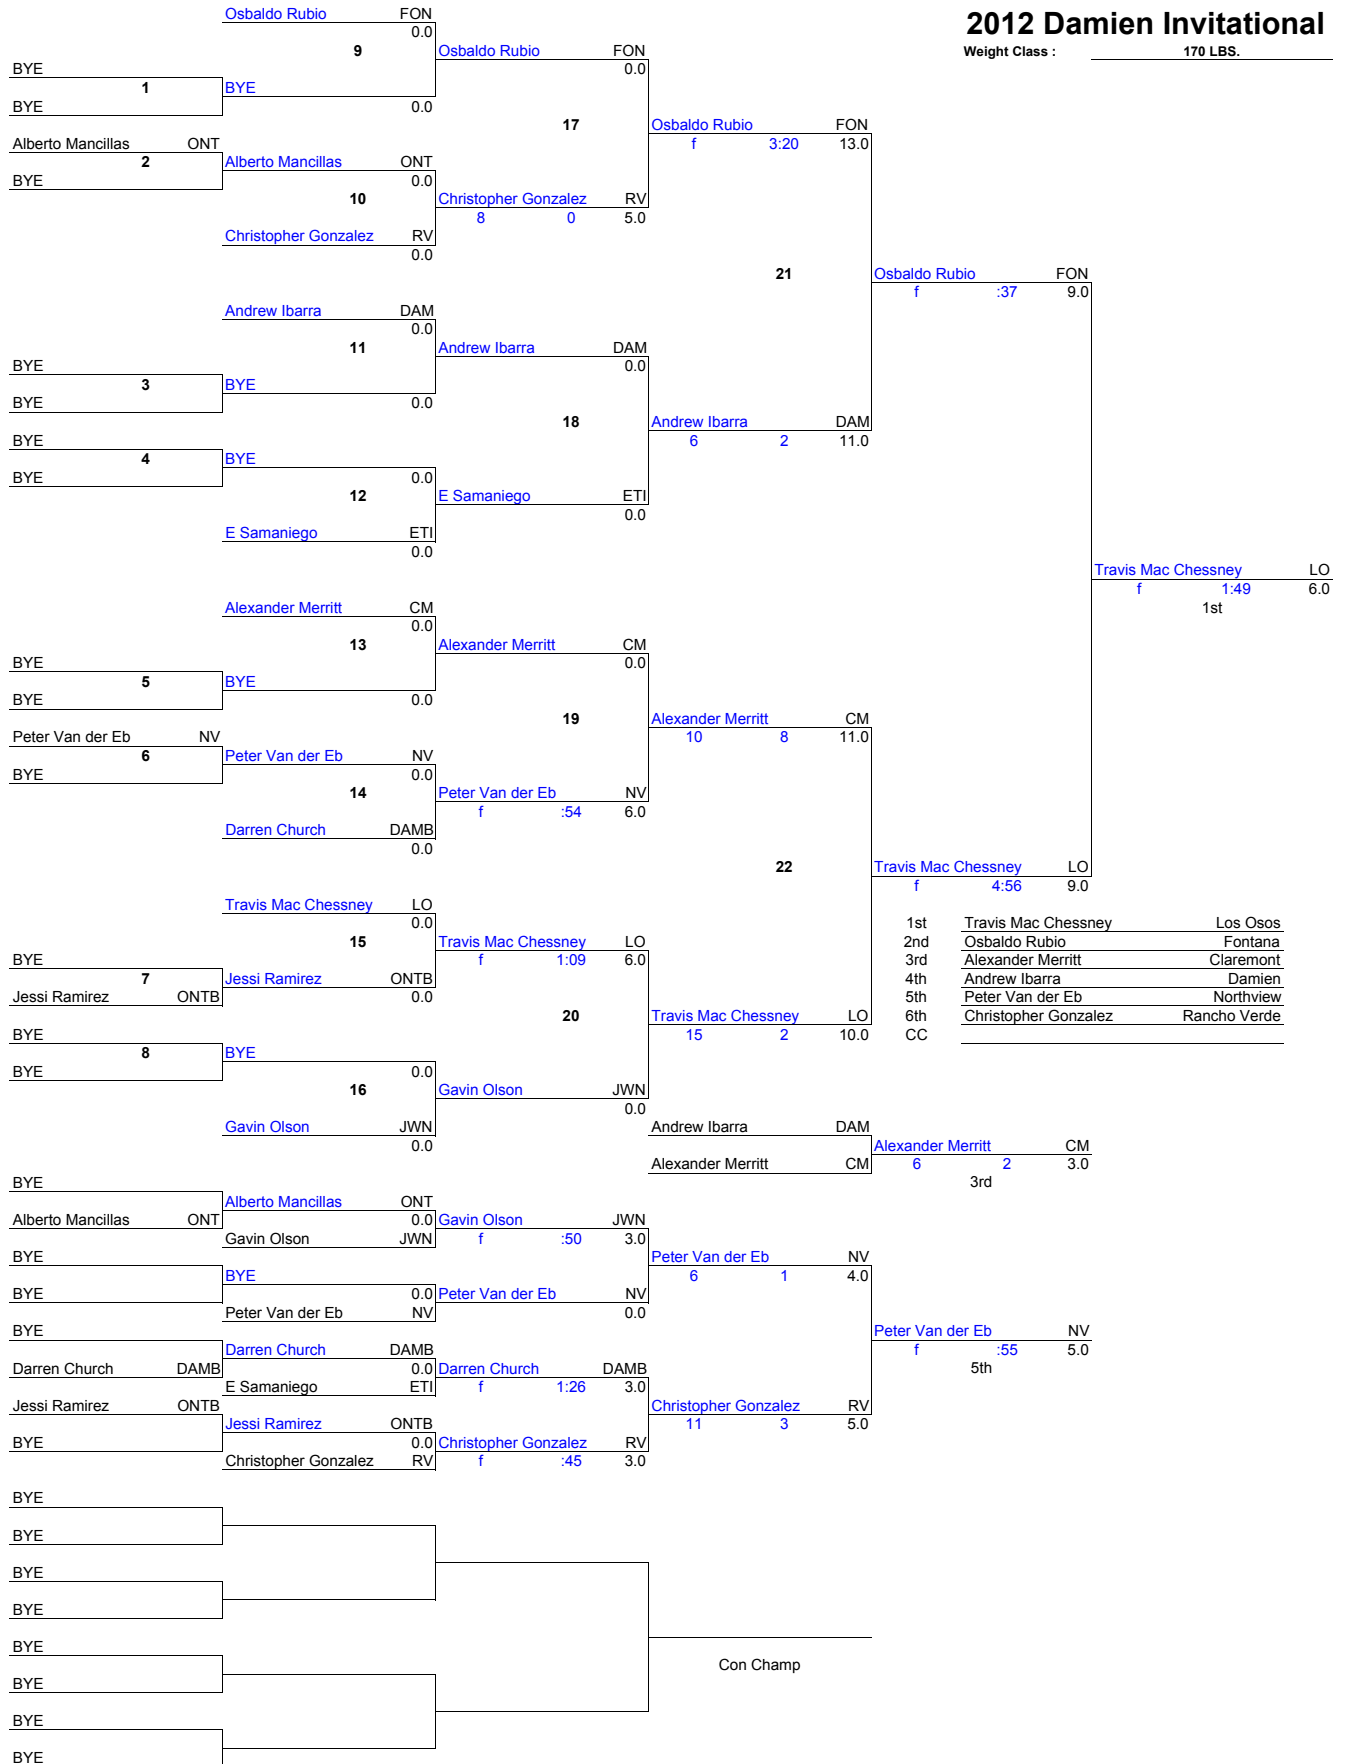 2012 Damien Invitational
Weight Class : 170 LBS.
Osbaldo Rubio FON
0.0
9 Osbaldo Rubio FON
BYE 0.0
1 BYE
BYE 0.0
17 Osbaldo Rubio FON
Alberto Mancillas ONT f 3:20 13.0
2 Alberto Mancillas ONT
BYE 0.0
10 Christopher Gonzalez RV
8 0 5.0
Christopher Gonzalez RV
0.0
21 Osbaldo Rubio FON
f :37 9.0
Andrew Ibarra DAM
0.0
11 Andrew Ibarra DAM
BYE 0.0
3 BYE
BYE 0.0
18 Andrew Ibarra DAM
BYE 6 2 11.0
4 BYE
BYE 0.0
12 E Samaniego ETI
0.0
E Samaniego ETI
0.0
Travis Mac Chessney LO
f 1:49 6.0
1st
Alexander Merritt CM
0.0
13 Alexander Merritt CM
BYE 0.0
5 BYE
BYE 0.0
19 Alexander Merritt CM
Peter Van der Eb NV 10 8 11.0
6 Peter Van der Eb NV
BYE 0.0
14 Peter Van der Eb NV
f :54 6.0
Darren Church DAMB
0.0
22 Travis Mac Chessney LO
f 4:56 9.0
Travis Mac Chessney LO
0.0
15 Travis Mac Chessney LO
BYE f 1:09 6.0
7 Jessi Ramirez ONTB
Jessi Ramirez ONTB 0.0
20 Travis Mac Chessney LO
BYE 15 2 10.0
8 BYE
BYE 0.0
16 Gavin Olson JWN
0.0
Gavin Olson JWN
0.0
1st Travis Mac Chessney Los Osos
2nd Osbaldo Rubio Fontana
3rd Alexander Merritt Claremont
4th Andrew Ibarra Damien
5th Peter Van der Eb Northview
6th Christopher Gonzalez Rancho Verde
CC
Andrew Ibarra DAM
Alexander Merritt CM
Alexander Merritt CM
6 2 3.0
3rd
BYE
Alberto Mancillas ONT
Alberto Mancillas ONT 0.0 Gavin Olson JWN
Gavin Olson JWN f :50 3.0
BYE Peter Van der Eb NV
BYE 6 1 4.0
BYE 0.0 Peter Van der Eb NV
Peter Van der Eb NV 0.0
BYE Peter Van der Eb NV
Darren Church DAMB f :55 5.0
Darren Church DAMB 0.0 Darren Church DAMB 5th
E Samaniego ETI f 1:26 3.0
Jessi Ramirez ONTB Christopher Gonzalez RV
Jessi Ramirez ONTB 11 3 5.0
BYE 0.0 Christopher Gonzalez RV
Christopher Gonzalez RV f :45 3.0
BYE
BYE
BYE
BYE
BYE
Con Champ
BYE
BYE
BYE